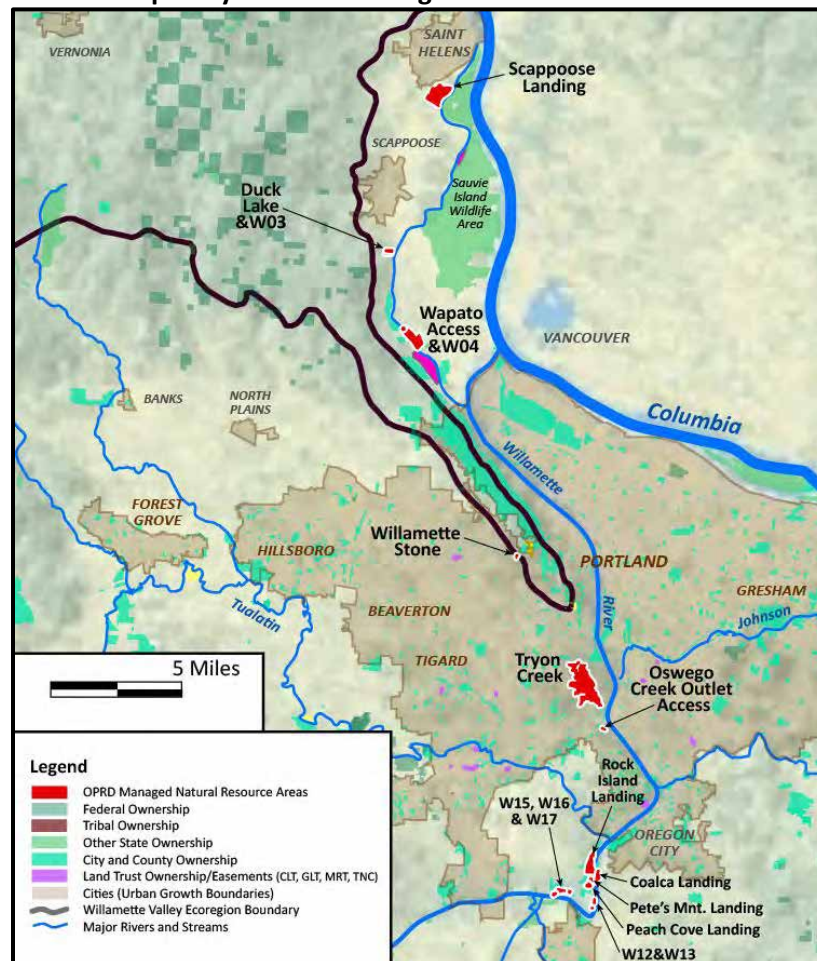 SAINT
HELENS
VERNONIA
Scappoose
Landing
SCAPPOOSE
Duck
Lake
&W03
Sauvie
Island
Wildlife
Area
Wapato
Access
&W04
VANCOUVER
BANKS
NORTH
PLAINS
Columbia
Willamette
FOREST
GROVE
HILLSBORO
Willamette
Stone
PORTLAND
GRESHAM
BEAVERTON
River
Johnson
Tualatin
TIGARD
5 Miles
Tryon
Creek
Oswego
Creek Outlet
Access
Rock
Island
Landing
W15, W16
& W17
OREGON
CITY
Coalca Landing
Pete's Mnt. Landing
Peach Cove Landing
W12&W13
Legend
OPRD Managed Natural Resource Areas
Federal Ownership
Tribal Ownership
Other State Ownership
City and County Ownership
Land Trust Ownership/Easements (CLT, GLT, MRT, TNC)
Cities (Urban Growth Boundaries)
Willamette Valley Ecoregion Boundary
Major Rivers and Streams